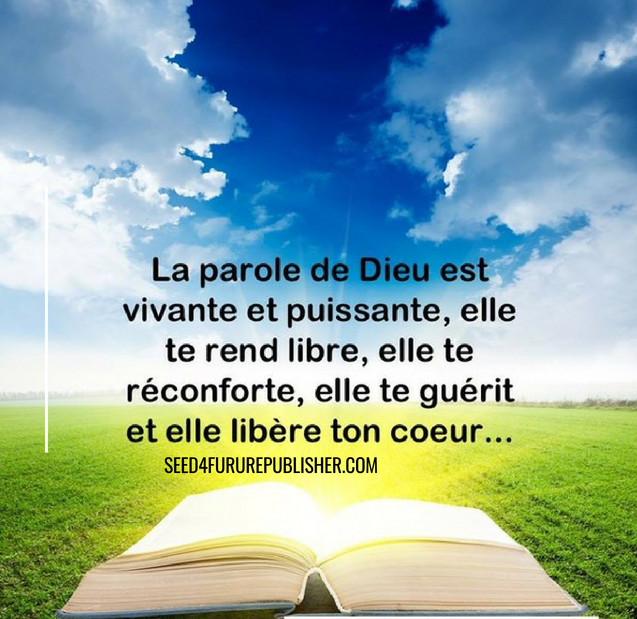 La parole de Dieu est
vivante et puissante, elle
te rend libre, elle te
réconforte, elle te guérit
et elle libère ton coeur...
SEED4FURUREPUBLISHER.COM